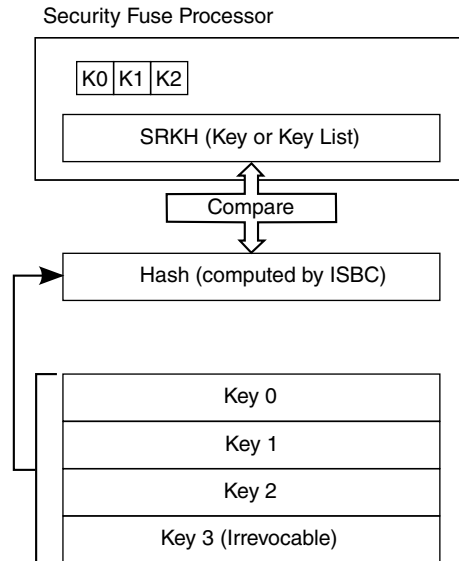 Security Fuse Processor
K0 K1 K2
SRKH (Key or Key List)
Compare
Hash (computed by ISBC)
Key 0
Key 1
Key 2
Key 3 (Irrevocable)